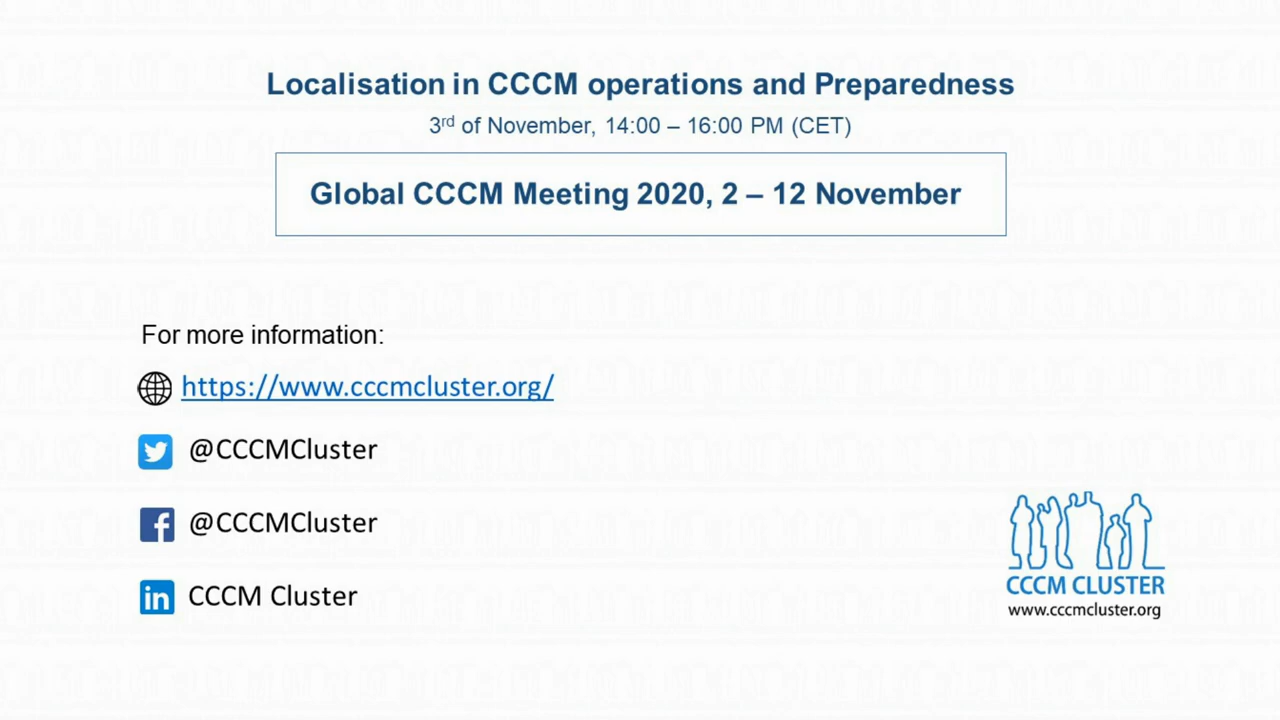 Localisation in CCCM operations and Preparedness
3rd of November, 14:00 – 16:00 PM (CET)
Global CCCM Meeting 2020, 2 – 12 November
For more information:
https://www.cccmcluster.org/
@CCCMCluster
@CCCMCluster
in CCCM Cluster
CCCM CLUSTER
www.cccmcluster.org